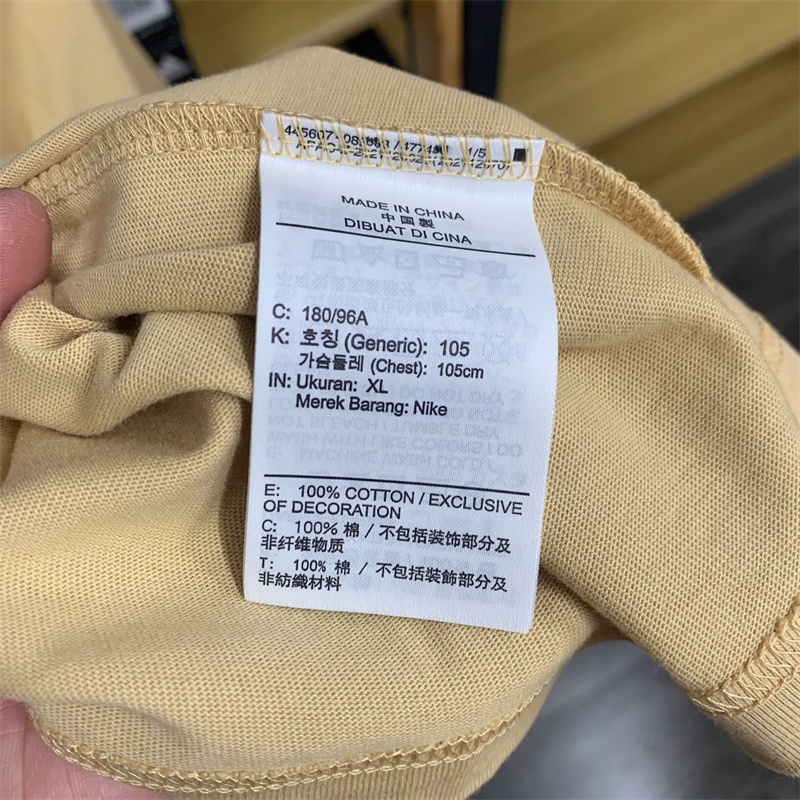 MADE IN CHINA
中国製
DIBUAT DI CINA
C: 180/96A
K: 호칭 (Generic): 105
가슴둘레 (Chest): 105cm
IN: Ukuran: XL
Merek Barang: Nike
E: 100% COTTON / EXCLUSIVE
OF DECORATION
C: 100% 棉 / 不包括装饰部分及
非纤维物质
T: 100% 棉 / 不包括裝飾部分及
非紡織材料